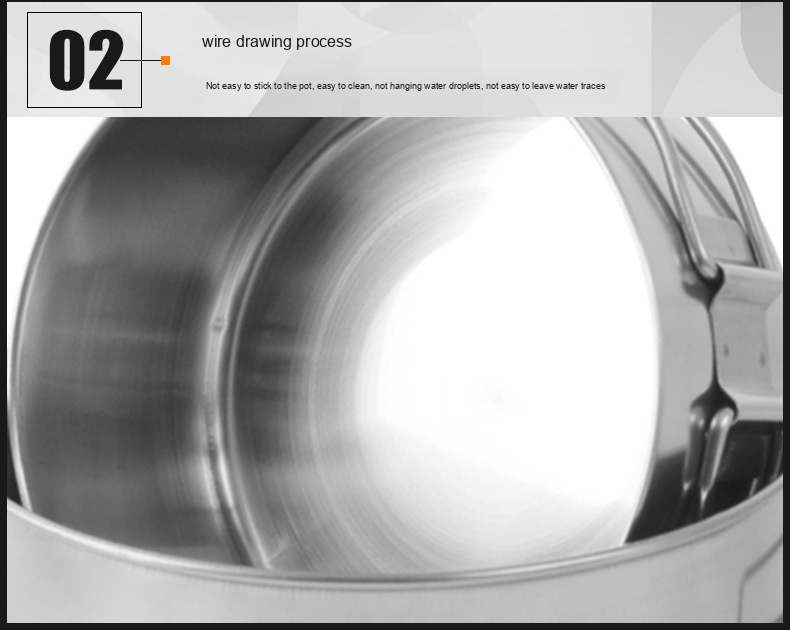 02
wire drawing process
Not easy to stick to the pot, easy to clean, not hanging water droplets, not easy to leave water traces